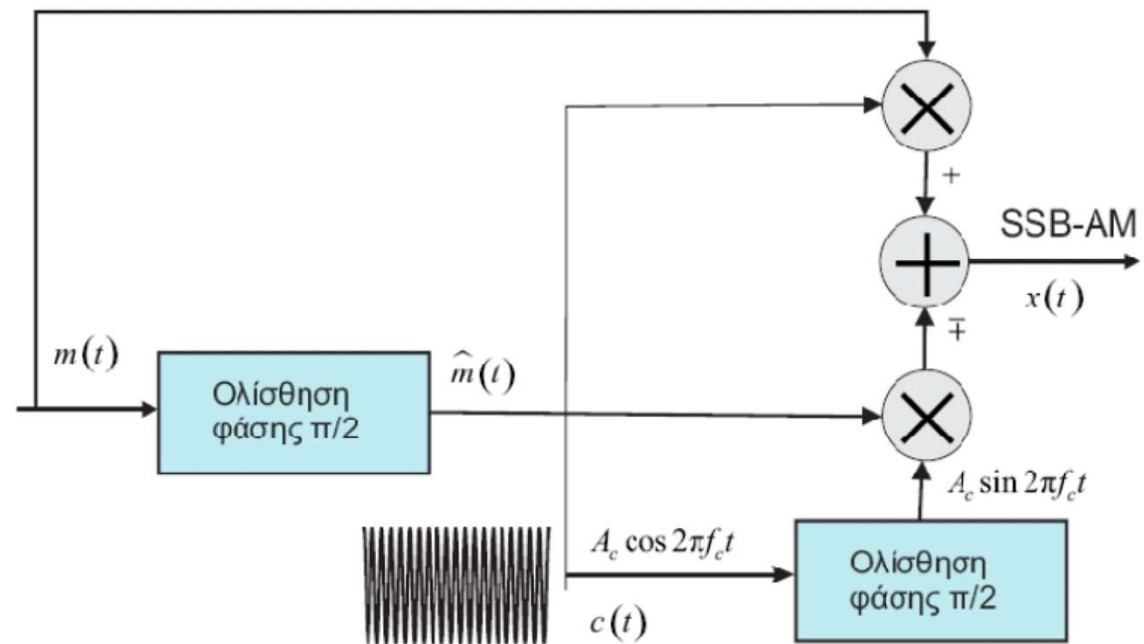 +
SSB-AM
x(t)
∓
m(t)
Ολίσθηση
φάσης π/2
m̂(t)
A_c sin 2πf_c t
A_c cos 2πf_c t
c(t)
Ολίσθηση
φάσης π/2